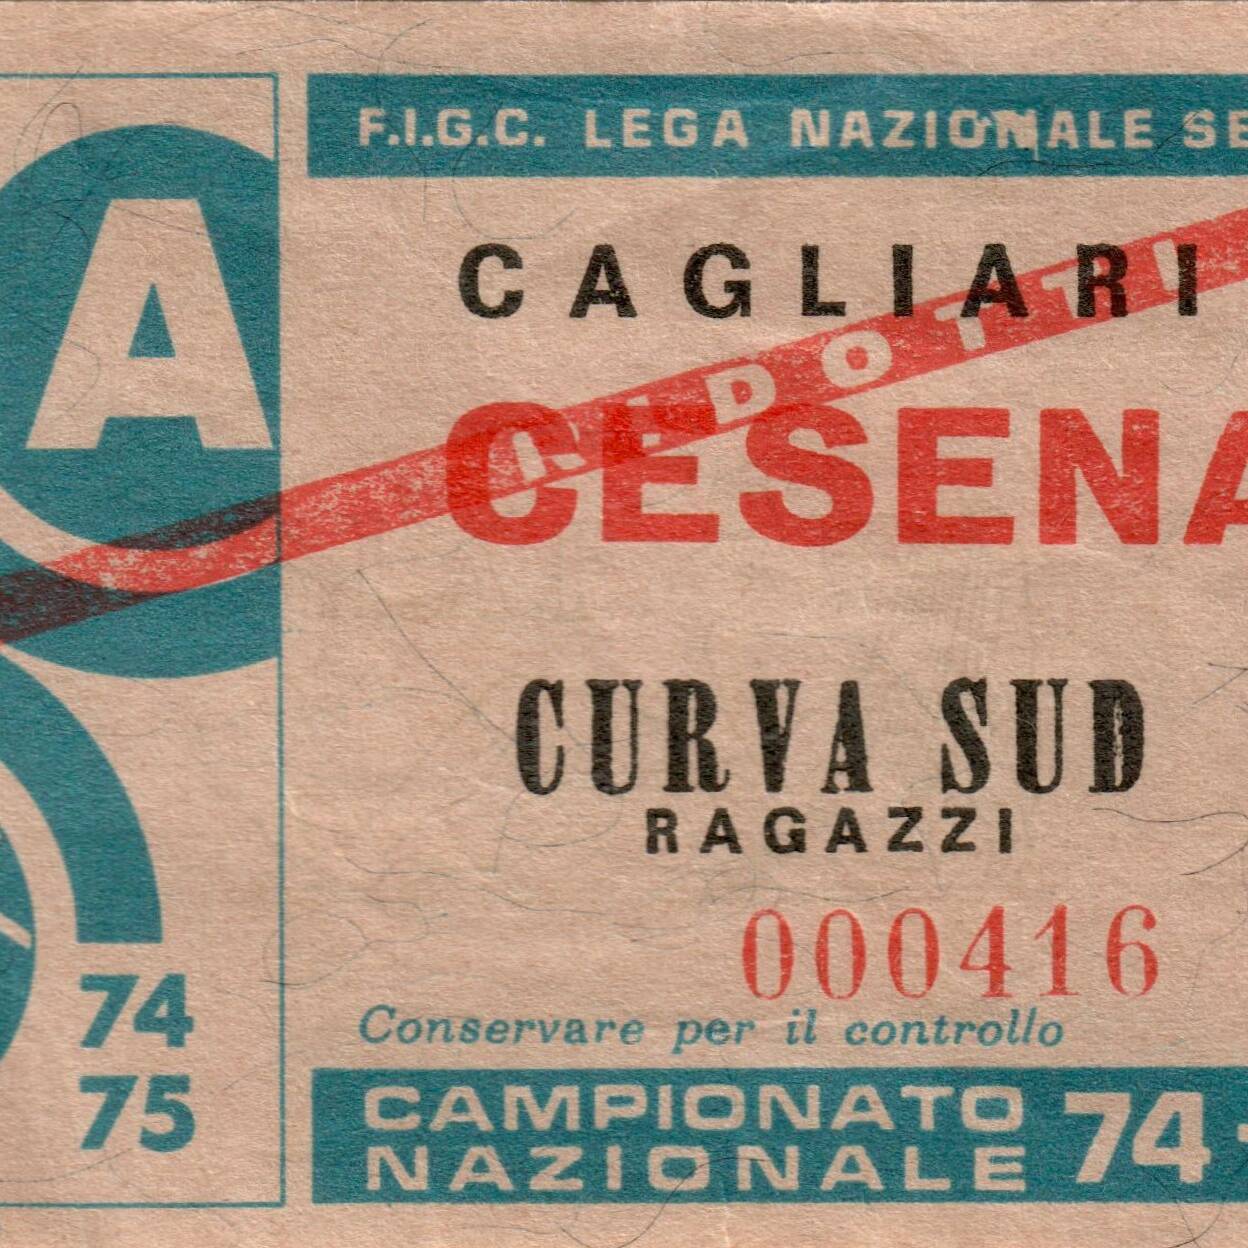 A
74
75
F.I.G.C. LEGA NAZIONALE SE
CAGLIARI
RIDOTTI
CESENA
CURVA SUD
RAGAZZI
000416
Conservare per il controllo
CAMPIONATO
NAZIONALE 74-